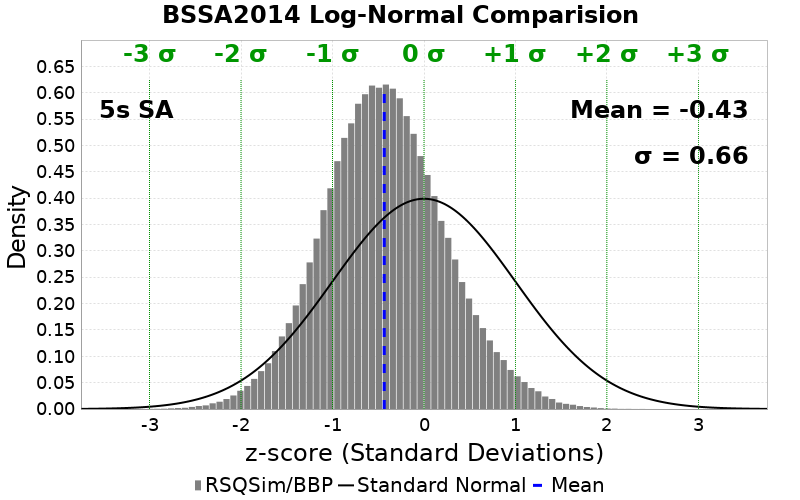 BSSA2014 Log-Normal Comparision
-3 σ -2 σ -1 σ 0 σ +1 σ +2 σ +3 σ
5s SA
Mean = -0.43
σ = 0.66
Density
0.65
0.60
0.55
0.50
0.45
0.40
0.35
0.30
0.25
0.20
0.15
0.10
0.05
0.00
-3 -2 -1 0 1 2 3
z-score (Standard Deviations)
RSQSim/BBP Standard Normal Mean